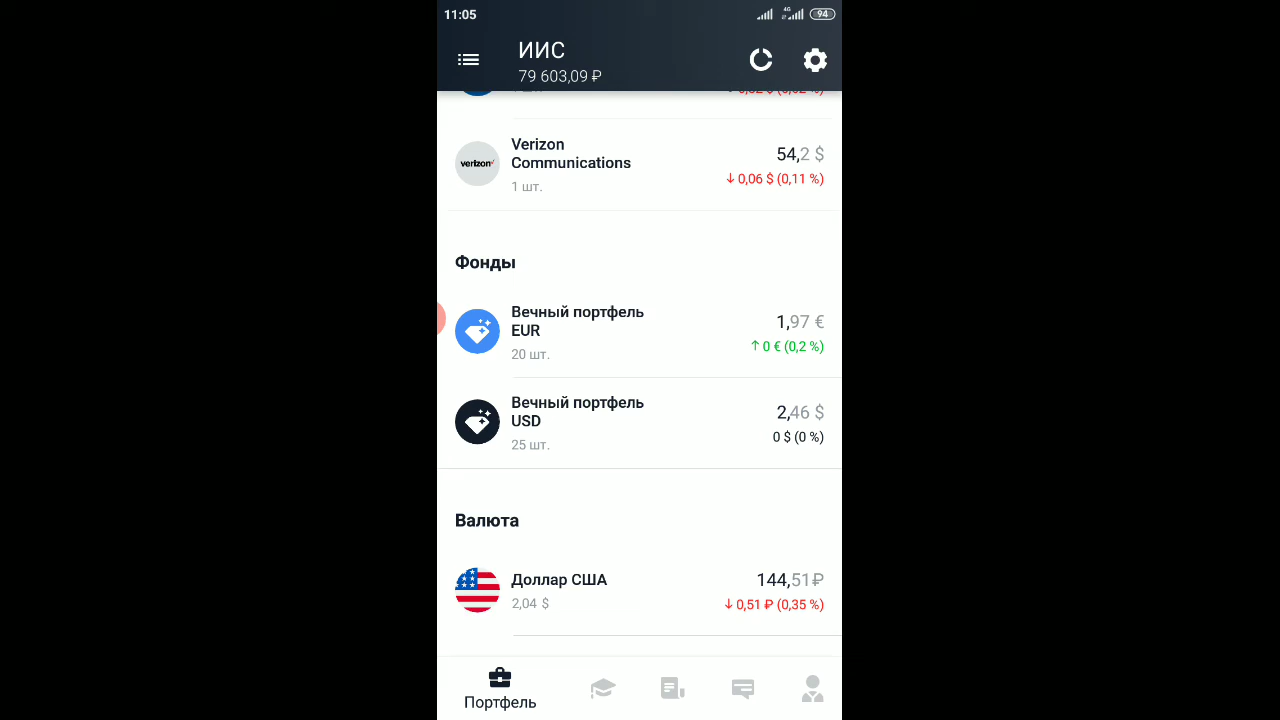 11:05
4G
94
ИИС
79 603,09 ₽
verizon✓
Verizon
Communications
1 шт.
54,2 $
↓ 0,06 $ (0,11 %)
Фонды
Вечный портфель
EUR
20 шт.
1,97 €
↑ 0 € (0,2 %)
Вечный портфель
USD
25 шт.
2,46 $
0 $ (0 %)
Валюта
Доллар США
2,04 $
144,51 ₽
↓ 0,51 ₽ (0,35 %)
Портфель